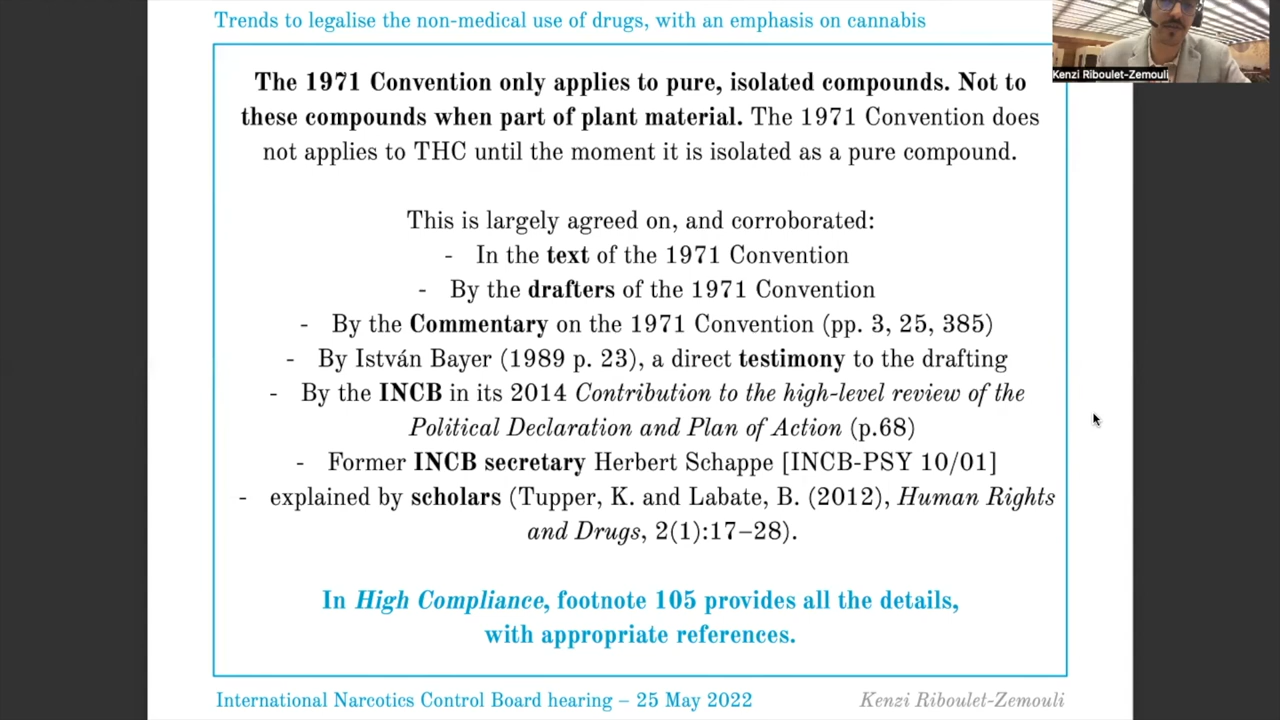 Trends to legalise the non-medical use of drugs, with an emphasis on cannabis
Kenzi Riboulet-Zemouli
The 1971 Convention only applies to pure, isolated compounds. Not to
these compounds when part of plant material. The 1971 Convention does
not applies to THC until the moment it is isolated as a pure compound.
This is largely agreed on, and corroborated:
- In the text of the 1971 Convention
- By the drafters of the 1971 Convention
- By the Commentary on the 1971 Convention (pp. 3, 25, 385)
- By István Bayer (1989 p. 23), a direct testimony to the drafting
- By the INCB in its 2014 Contribution to the high-level review of the
Political Declaration and Plan of Action (p.68)
- Former INCB secretary Herbert Schappe [INCB-PSY 10/01]
- explained by scholars (Tupper, K. and Labate, B. (2012), Human Rights
and Drugs, 2(1):17–28).
In High Compliance, footnote 105 provides all the details,
with appropriate references.
International Narcotics Control Board hearing – 25 May 2022
Kenzi Riboulet-Zemouli